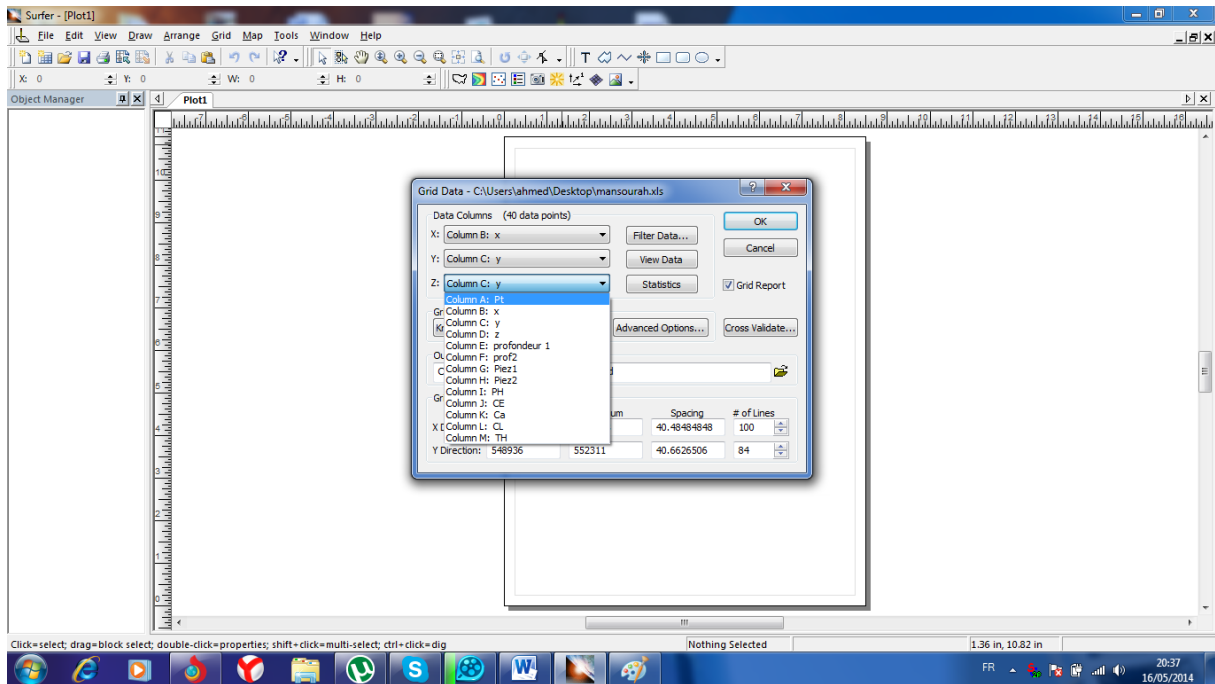 Surfer - [Plot1]
File Edit View Draw Arrange Grid Map Tools Window Help
X: 0 Y: 0 W: 0 H: 0
Object Manager
Plot1
Grid Data - C:\Users\ahmed\Desktop\mansourah.xls
Data Columns (40 data points)
X: Column B: x
Filter Data...
OK
Y: Column C: y
View Data
Cancel
Z: Column C: y
Statistics
Grid Report
Column A: Pt
Column B: x
Column C: y
Column D: z
Column E: profondeur 1
Column F: prof2
Column G: Piez1
Column H: Piez2
Column I: PH
Column J: CE
Column K: Ca
Column L: CL
Column M: TH
Advanced Options...
Cross Validate...
Spacing # of Lines
40.48484848 100
Y Direction: 548936 552311 40.6626506 84
Click=select; drag=block select; double-click=properties; shift+click=multi-select; ctrl+click=dig
Nothing Selected
1.36 in, 10.82 in
FR
20:37
16/05/2014